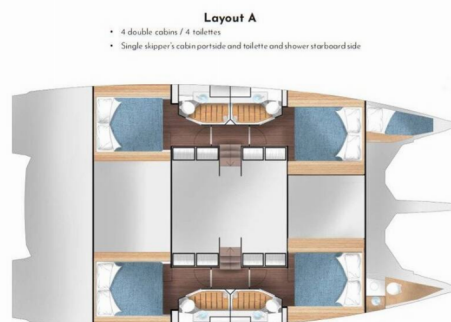 Layout A
• 4 double cabins / 4 toilettes
• Single skipper's cabin portside and toilette and shower starboard side